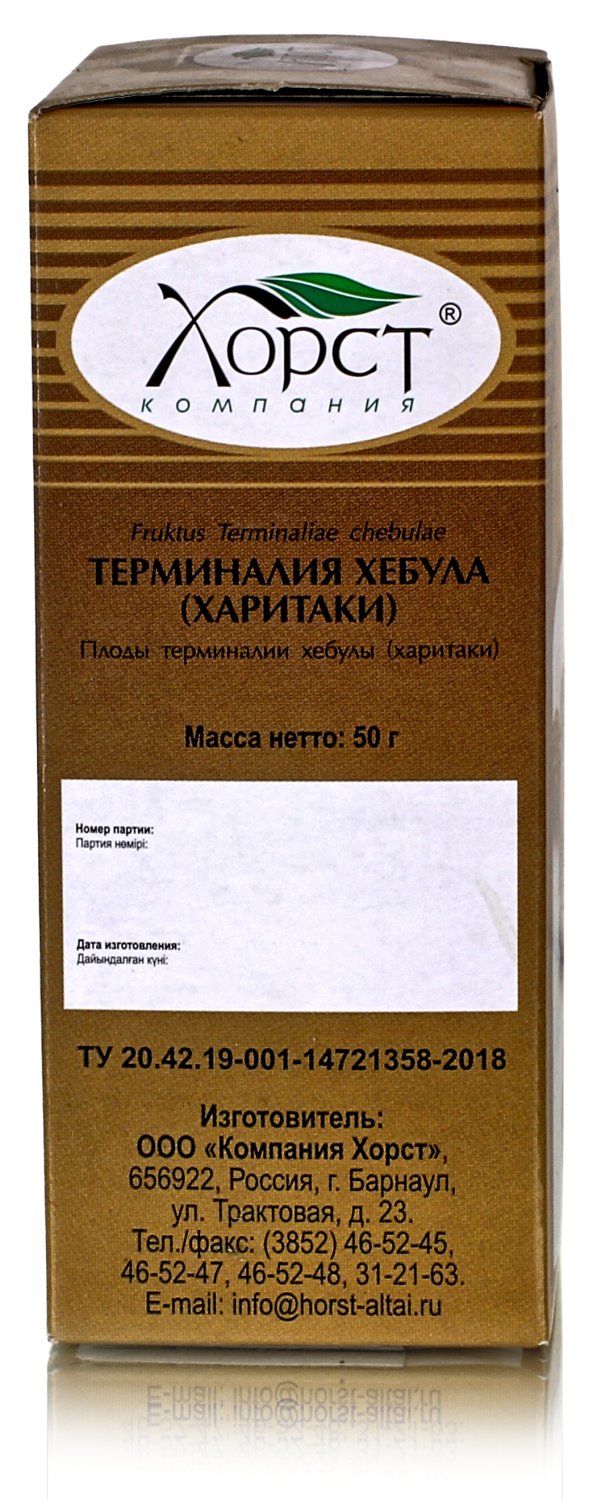 Хорст®
компания
Fruktus Terminaliae chebulae
ТЕРМИНАЛИЯ ХЕБУЛА
(ХАРИТАКИ)
Плоды терминалии хебулы (харитаки)
Масса нетто: 50 г
Номер партии:
Партия нөмірі:
Дата изготовления:
Дайындалған күні:
ТУ 20.42.19-001-14721358-2018
Изготовитель:
ООО «Компания Хорст»,
656922, Россия, г. Барнаул,
ул. Трактовая, д. 23.
Тел./факс: (3852) 46-52-45,
46-52-47, 46-52-48, 31-21-63.
E-mail: info@horst-altai.ru